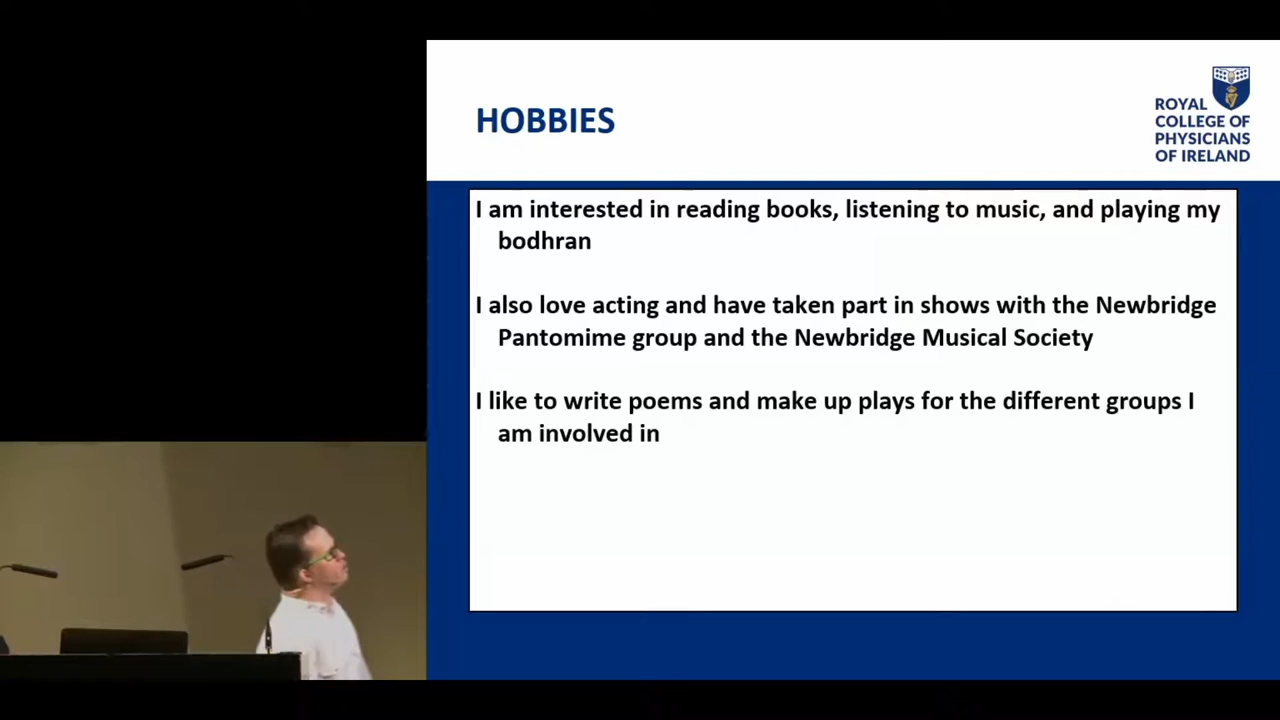 HOBBIES
ROYAL
COLLEGE OF
PHYSICIANS
OF IRELAND
I am interested in reading books, listening to music, and playing my
bodhran
I also love acting and have taken part in shows with the Newbridge
Pantomime group and the Newbridge Musical Society
I like to write poems and make up plays for the different groups I
am involved in